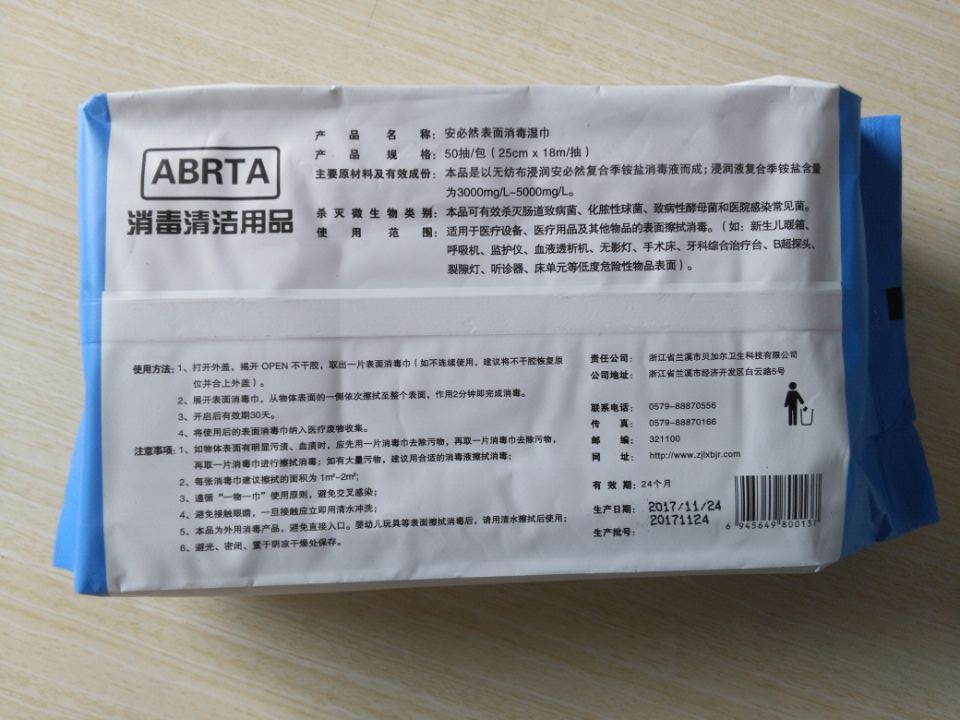 ABRTA
消毒清洁用品
产品名称：安必然表面消毒湿巾
产品规格：50抽/包（25cm x 18m/抽）
主要原材料及有效成份：本品是以无纺布浸润安必然复合季铵盐消毒液而成；浸润液复合季铵盐含量
为3000mg/L~5000mg/L。
杀灭微生物类别：本品可有效杀灭肠道致病菌、化脓性球菌、致病性酵母菌和医院感染常见菌。
使用范围：适用于医疗设备、医疗用品及其他物品的表面擦拭消毒。（如：新生儿暖箱、
呼吸机、监护仪、血液透析机、无影灯、手术床、牙科综合治疗台、B超探头、
裂隙灯、听诊器、床单元等低度危险性物品表面）。
使用方法：1、打开外盖，揭开 OPEN 不干胶，取出一片表面消毒巾（如不连续使用，建议将不干胶恢复原
位并合上外盖）。
2、展开表面消毒巾，从物体表面的一侧依次擦拭至整个表面，作用2分钟即完成消毒。
3、开启后有效期30天。
4、将使用后的表面消毒巾纳入医疗废物收集。
注意事项：1、如物体表面有明显污渍、血渍时，应先用一片消毒巾去除污物，再取一片消毒巾去除污物，
再取一片消毒巾进行擦拭消毒；如有大量污物，建议用合适的消毒液擦拭消毒；
2、每张消毒巾建议擦拭的面积为 1m²~2m²;
3、遵循“一物一巾”使用原则，避免交叉感染；
4、避免接触眼睛，一旦接触应立即用清水冲洗；
5、本品为外用消毒产品，避免直接入口。婴幼儿玩具等表面擦拭消毒后，请用清水擦拭后使用；
6、避光、密闭、置于阴凉干燥处保存。
责任公司：浙江省兰溪市贝加尔卫生科技有限公司
公司地址：浙江省兰溪市经济开发区白云路5号
联系电话：0579-88870556
传真：0579-88870166
邮编：321100
网址：http://www.zjlxbjr.com
有效期：24个月
生产日期：2017/11/24
生产批号：20171124
6 945649 800137